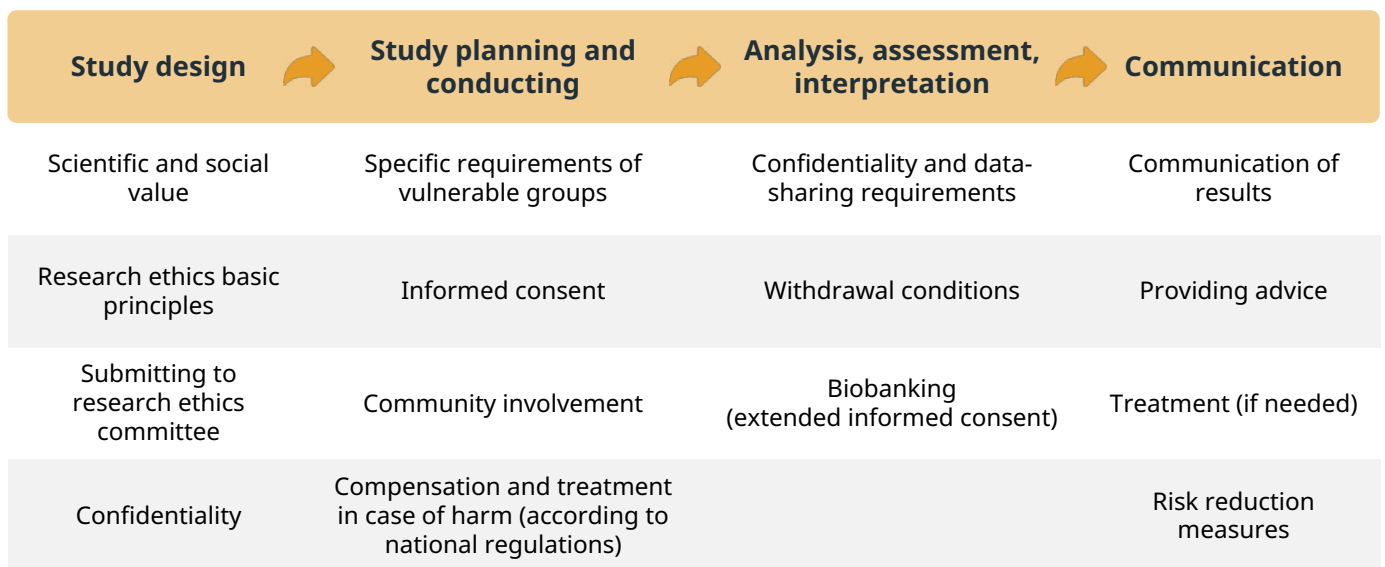 Study design
Study planning and
conducting
Analysis, assessment,
interpretation
Communication
Scientific and social
value
Specific requirements of
vulnerable groups
Confidentiality and data-
sharing requirements
Communication of
results
Research ethics basic
principles
Informed consent
Withdrawal conditions
Providing advice
Submitting to
research ethics
committee
Community involvement
Biobanking
(extended informed consent)
Treatment (if needed)
Confidentiality
Compensation and treatment
in case of harm (according to
national regulations)
Risk reduction
measures